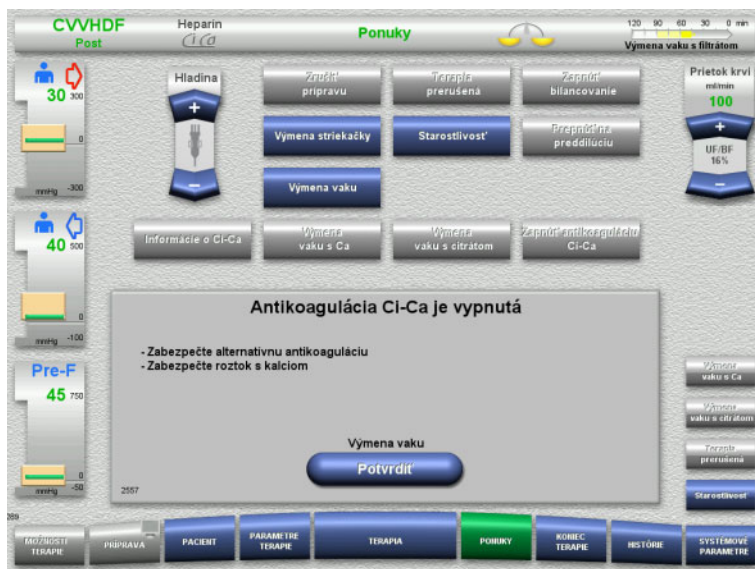 CVVHDF
Post
Heparin
Ci Ca
Ponuky
120 90 60 30 0 min
Výmena vaku s filtrátom
30 300
0
mmHg -300
Hladina
+
−
Zrušiť
prípravu
Terapia
prerušená
Zapnúť
bilancovanie
Výmena striekačky
Starostlivosť
Prepnúť na
preddilúciu
Výmena vaku
Prietok krvi
ml/min
100
+
UF/BF
16%
−
40 500
0
mmHg -100
Informácie o Ci-Ca
Výmena
vaku s Ca
Výmena
vaku s citrátom
Zapnúť antikoaguláciu
Ci-Ca
Antikoagulácia Ci-Ca je vypnutá
- Zabezpečte alternatívnu antikoaguláciu
- Zabezpečte roztok s kalciom
Výmena vaku
Potvrdiť
2557
Pre-F
45 750
0
mmHg -50
Výmena
vaku s Ca
Výmena
vaku s citrátom
Terapia
prerušená
Starostlivosť
MOŽNOSTI
TERAPIE
PRÍPRAVA
PACIENT
PARAMETRE
TERAPIE
TERAPIA
PONUKY
KONIEC
TERAPIE
HISTÓRIE
SYSTÉMOVÉ
PARAMETRE